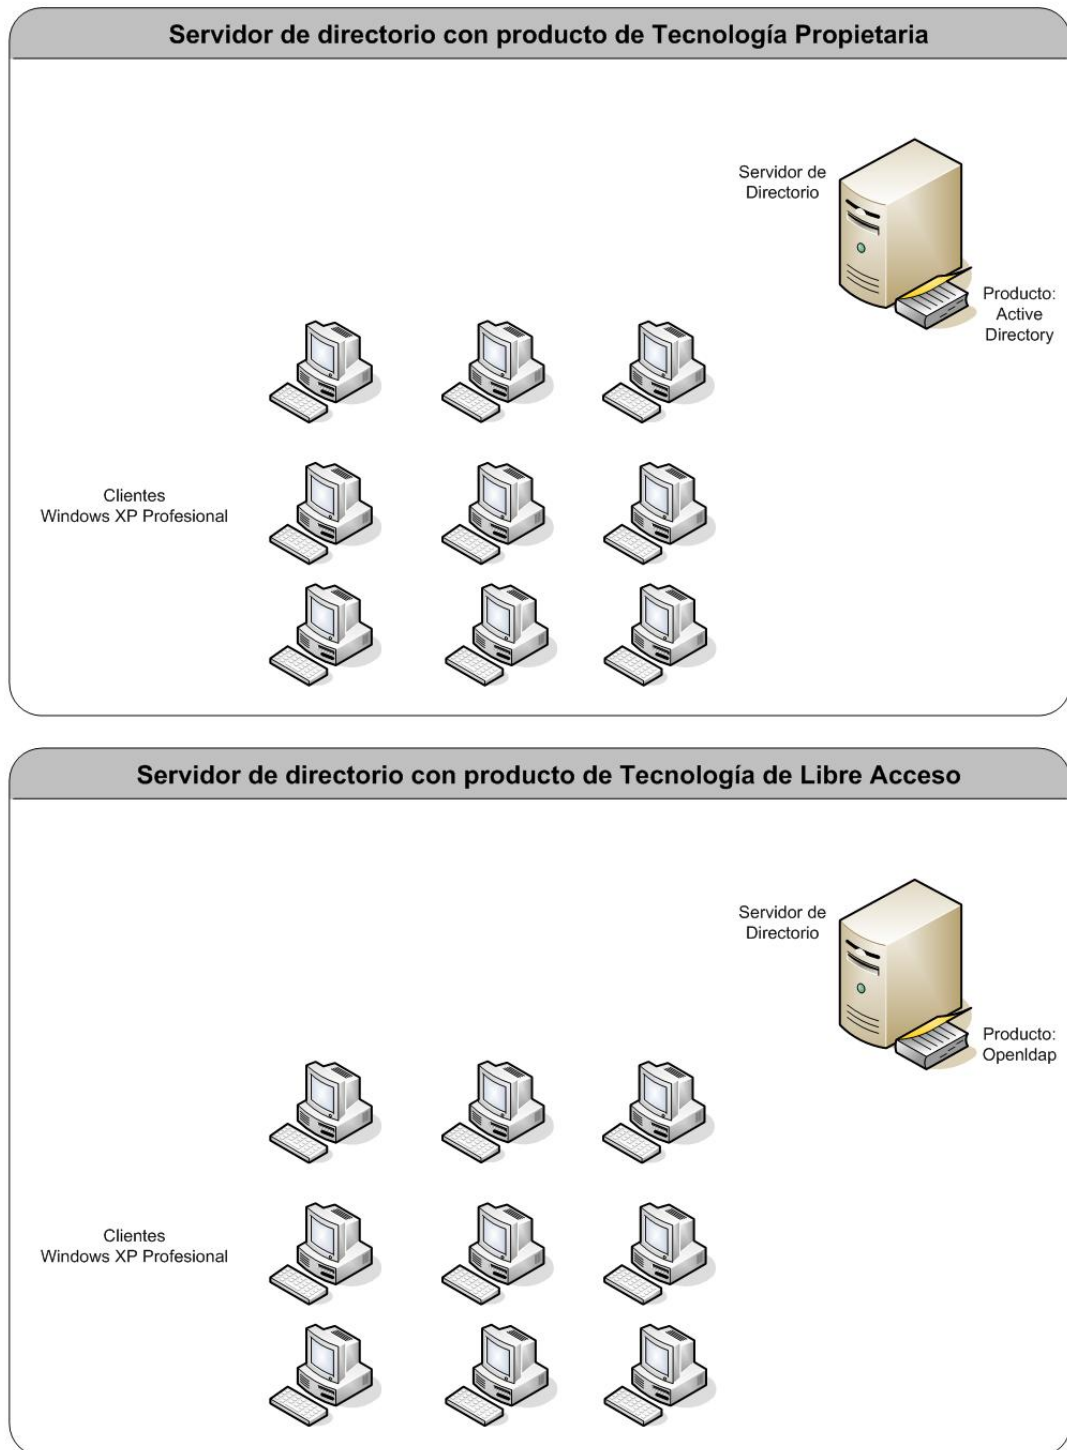 Servidor de directorio con producto de Tecnología Propietaria
Servidor de
Directorio
Producto:
Active
Directory
Clientes
Windows XP Profesional
Servidor de directorio con producto de Tecnología de Libre Acceso
Servidor de
Directorio
Producto:
Openldap
Clientes
Windows XP Profesional